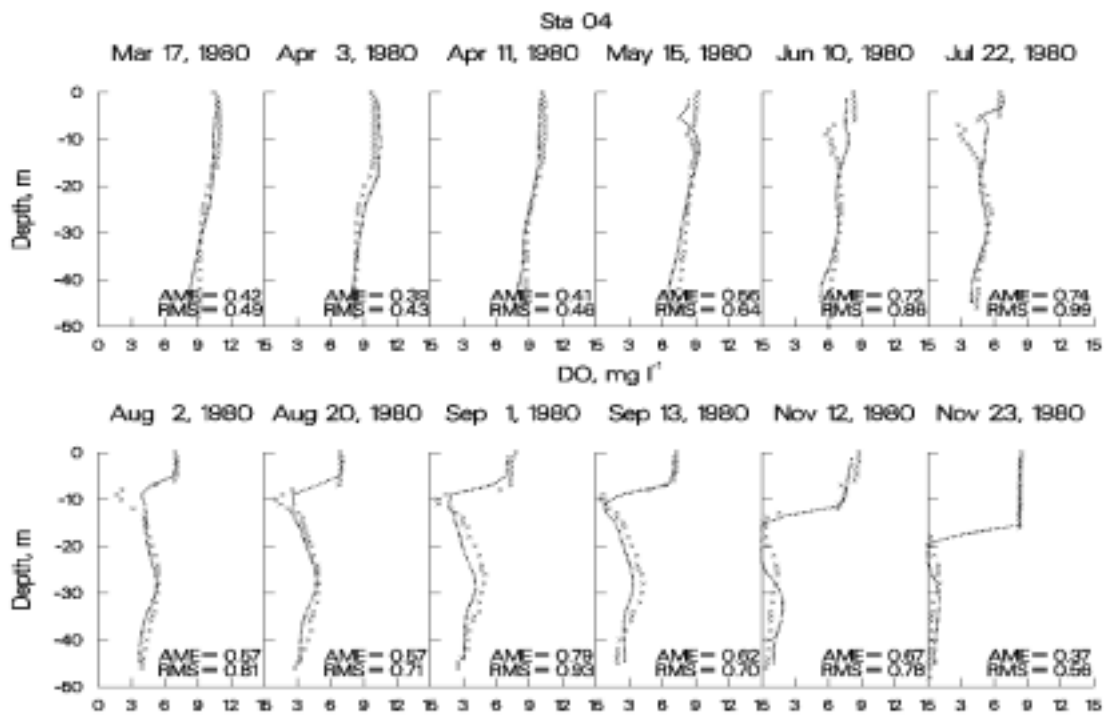 Sta 04
Mar 17, 1980 Apr 3, 1980 Apr 11, 1980 May 15, 1980 Jun 10, 1980 Jul 22, 1980
0
-10
-20
-30
-40
-50
Depth, m
AME = 0.42 AME = 0.38 AME = 0.41 AME = 0.56 AME = 0.72 AME = 0.74
RMS = 0.49 RMS = 0.43 RMS = 0.46 RMS = 0.64 RMS = 0.86 RMS = 0.99
0 3 6 9 12 15 3 6 9 12 15 3 6 9 12 15 3 6 9 12 15 3 6 9 12 15 3 6 9 12 15
DO, mg l⁻¹
Aug 2, 1980 Aug 20, 1980 Sep 1, 1980 Sep 13, 1980 Nov 12, 1980 Nov 23, 1980
0
-10
-20
-30
-40
-50
Depth, m
AME = 0.57 AME = 0.57 AME = 0.79 AME = 0.62 AME = 0.67 AME = 0.37
RMS = 0.81 RMS = 0.71 RMS = 0.93 RMS = 0.70 RMS = 0.78 RMS = 0.56
0 3 6 9 12 15 3 6 9 12 15 3 6 9 12 15 3 6 9 12 15 3 6 9 12 15 3 6 9 12 15